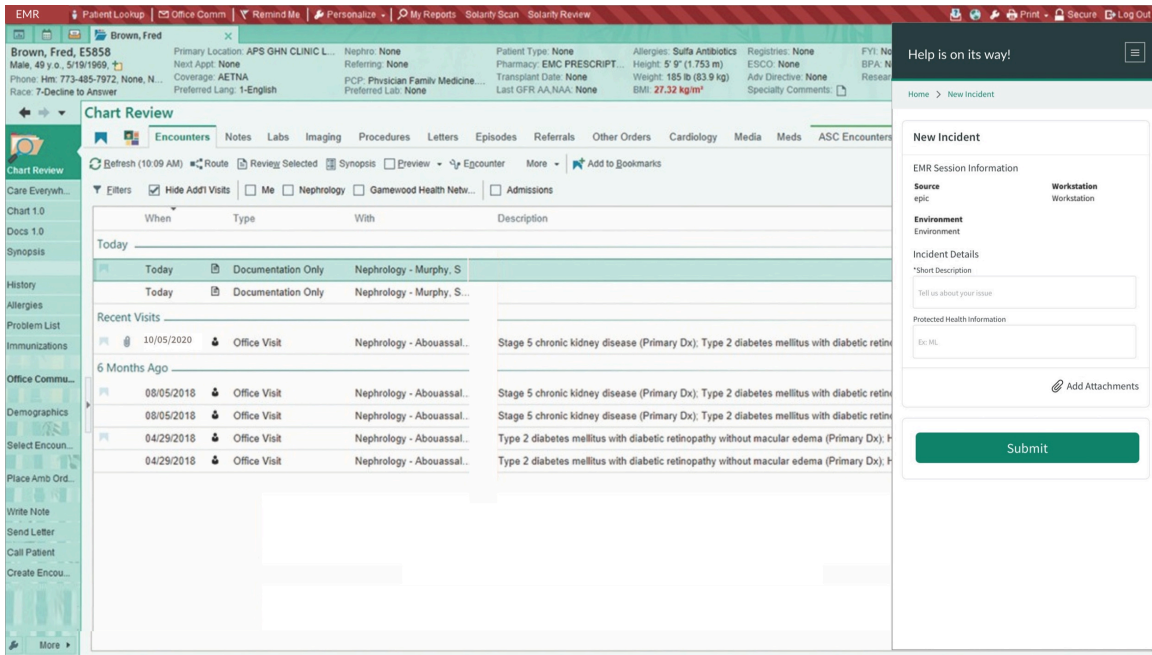 EMR Patient Lookup Office Comm Remind Me Personalize My Reports Solarity Scan Solarity Review Print Secure Log Out
Brown, Fred ×
Brown, Fred, E5858 Primary Location: APS GHN CLINIC L... Nephro: None Patient Type: None Allergies: Sulfa Antibiotics Registries: None FYI: No
Male, 49 y.o., 5/19/1969, Next Appt: None Referring: None Pharmacy: EMC PRESCRIPT... Height: 5' 9" (1.753 m) ESCO: None BPA: N
Phone: Hm: 773-485-7972, None, N... Coverage: AETNA PCP: Physician Family Medicine.... Transplant Date: None Weight: 185 lb (83.9 kg) Adv Directive: None Resear
Race: 7-Decline to Answer Preferred Lang: 1-English Preferred Lab: None Last GFR AA,NAA: None BMI: 27.32 kg/m² Specialty Comments:
Chart Review
Encounters Notes Labs Imaging Procedures Letters Episodes Referrals Other Orders Cardiology Media Meds ASC Encounters
Refresh (10:09 AM) Route Review Selected Synopsis Preview Encounter More Add to Bookmarks
Filters Hide Add'l Visits Me Nephrology Gamewood Health Netw... Admissions
When Type With Description
Today
Today Documentation Only Nephrology - Murphy, S
Today Documentation Only Nephrology - Murphy, S...
Recent Visits
10/05/2020 Office Visit Nephrology - Abouassal.. Stage 5 chronic kidney disease (Primary Dx); Type 2 diabetes mellitus with diabetic retin
6 Months Ago
08/05/2018 Office Visit Nephrology - Abouassal.. Stage 5 chronic kidney disease (Primary Dx); Type 2 diabetes mellitus with diabetic retin
08/05/2018 Office Visit Nephrology - Abouassal.. Stage 5 chronic kidney disease (Primary Dx); Type 2 diabetes mellitus with diabetic retin
04/29/2018 Office Visit Nephrology - Abouassal.. Type 2 diabetes mellitus with diabetic retinopathy without macular edema (Primary Dx); H
04/29/2018 Office Visit Nephrology - Abouassal.. Type 2 diabetes mellitus with diabetic retinopathy without macular edema (Primary Dx); H
Chart Review
Care Everywh...
Chart 1.0
Docs 1.0
Synopsis
History
Allergies
Problem List
Immunizations
Office Commu...
Demographics
Select Encoun...
Place Amb Ord...
Write Note
Send Letter
Call Patient
Create Encou...
More
Help is on its way!
Home > New Incident
New Incident
EMR Session Information
Source Workstation
epic Workstation
Environment
Environment
Incident Details
*Short Description
Tell us about your issue
Protected Health Information
Ex: ML
Add Attachments
Submit